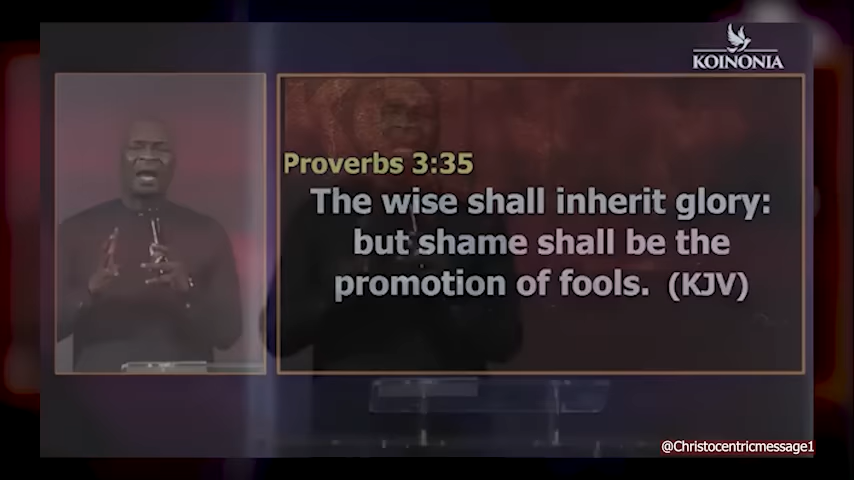 KOINONIA
Proverbs 3:35
The wise shall inherit glory:
but shame shall be the
promotion of fools. (KJV)
@Christocentricmessage1